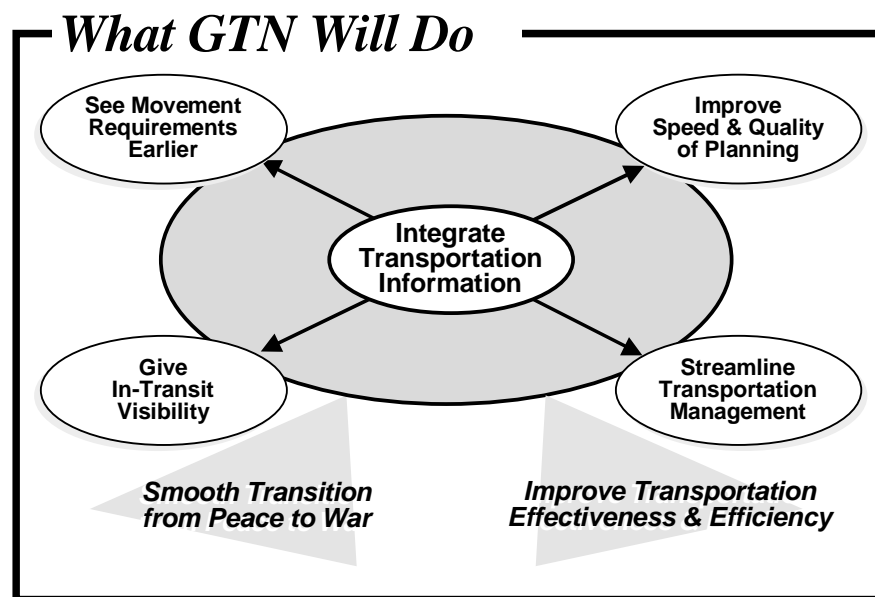 What GTN Will Do
See Movement
Requirements
Earlier
Improve
Speed & Quality
of Planning
Integrate
Transportation
Information
Give
In-Transit
Visibility
Streamline
Transportation
Management
Smooth Transition
from Peace to War
Improve Transportation
Effectiveness & Efficiency